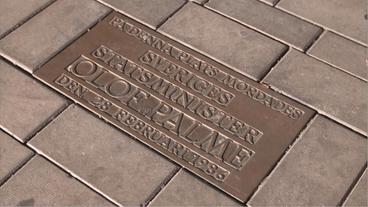 PÅ DENNA PLATS MÖRDADES
SVERIGES
STATSMINISTER
OLOF PALME
DEN 28 FEBRUARI 1986